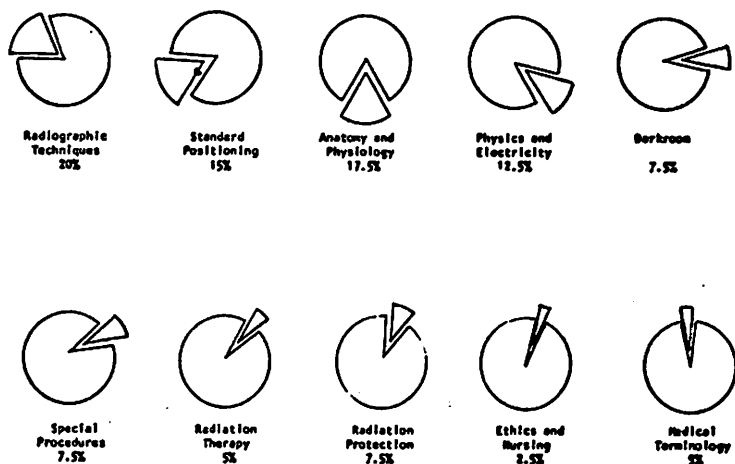 Radiographic
Techniques
20%
Standard
Positioning
15%
Anatomy and
Physiology
17.5%
Physics and
Electricity
12.5%
Darkroom
7.5%
Special
Procedures
7.5%
Radiation
Therapy
5%
Radiation
Protection
7.5%
Ethics and
Nursing
2.5%
Medical
Terminology
5%